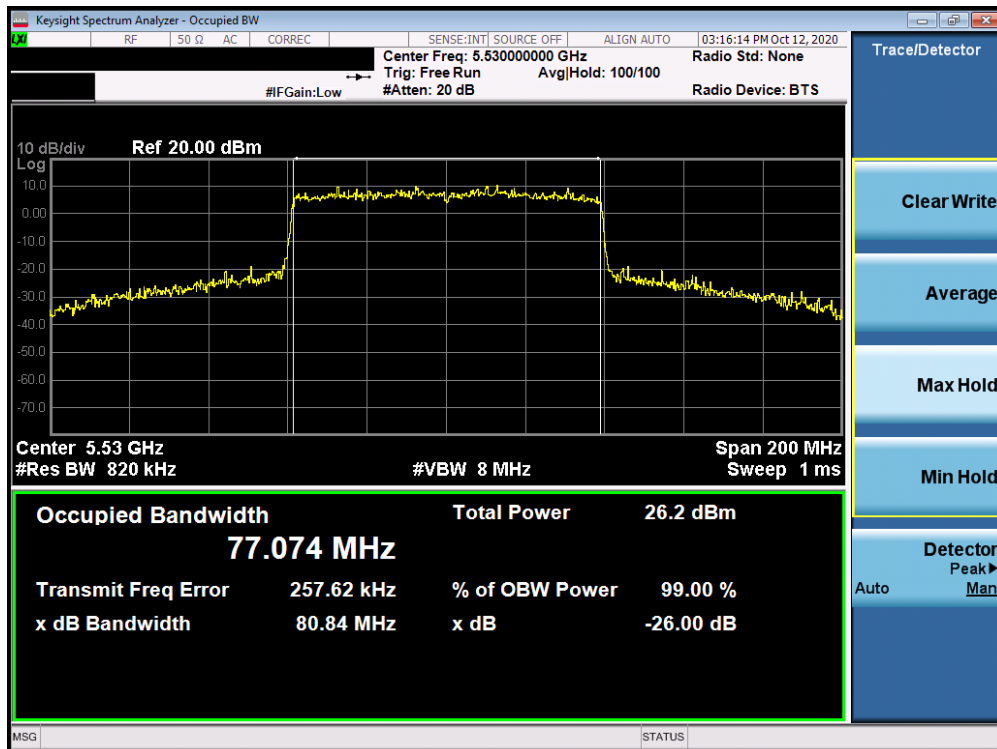 Keysight Spectrum Analyzer - Occupied BW
LXI RF 50 Ω AC CORREC SENSE:INT SOURCE OFF ALIGN AUTO 03:16:14 PM Oct 12, 2020
Center Freq: 5.530000000 GHz Radio Std: None
Trig: Free Run Avg|Hold: 100/100
#IFGain:Low #Atten: 20 dB Radio Device: BTS
Trace/Detector
10 dB/div Ref 20.00 dBm
Log
10.0
0.00
-10.0
-20.0
-30.0
-40.0
-50.0
-60.0
-70.0
Center 5.53 GHz Span 200 MHz
#Res BW 820 kHz #VBW 8 MHz Sweep 1 ms
Occupied Bandwidth Total Power 26.2 dBm
77.074 MHz
Transmit Freq Error 257.62 kHz % of OBW Power 99.00 %
x dB Bandwidth 80.84 MHz x dB -26.00 dB
Clear Write
Average
Max Hold
Min Hold
Detector
Peak▶
Auto Man
MSG STATUS